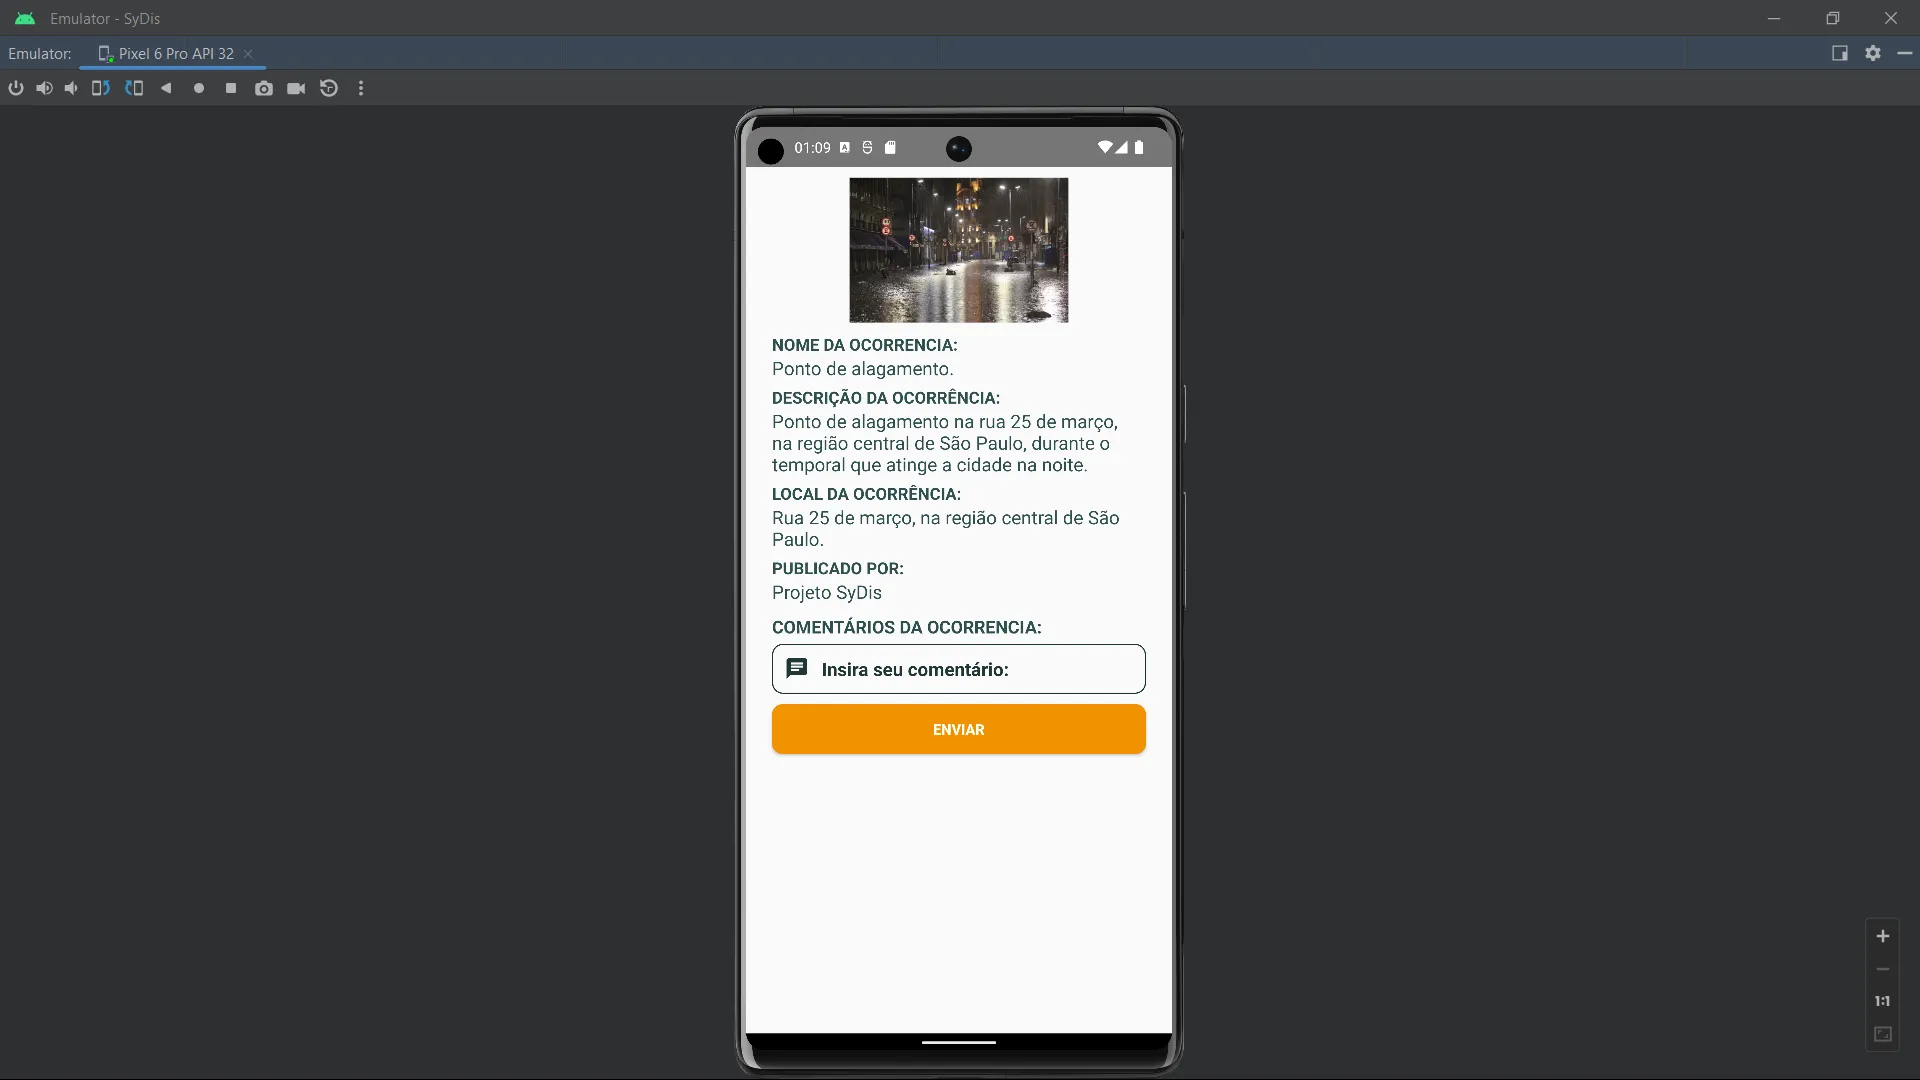 Emulator - SyDis
Emulator:
Pixel 6 Pro API 32
01:09
NOME DA OCORRENCIA:
Ponto de alagamento.
DESCRIÇÃO DA OCORRÊNCIA:
Ponto de alagamento na rua 25 de março,
na região central de São Paulo, durante o
temporal que atinge a cidade na noite.
LOCAL DA OCORRÊNCIA:
Rua 25 de março, na região central de São
Paulo.
PUBLICADO POR:
Projeto SyDis
COMENTÁRIOS DA OCORRENCIA:
Insira seu comentário:
ENVIAR
1:1